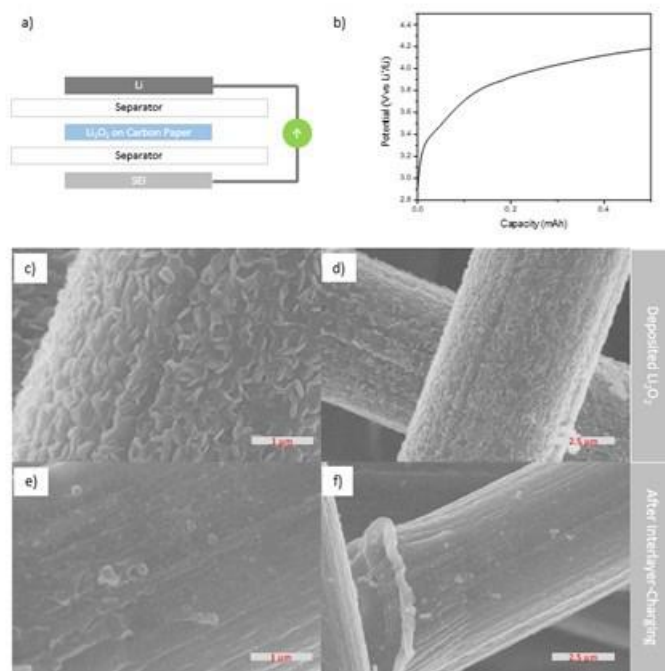 a)
Li
Separator
Li₂O₂ on Carbon Paper
Separator
SEI
b)
Potential (V vs Li⁺/Li)
4.4
4.2
4.0
3.8
3.6
3.4
3.2
3.0
2.8
0.0 0.2 0.4
Capacity (mAh)
c)
1 µm
d)
2.5 µm
Deposited Li₂O₂
e)
1 µm
f)
2.5 µm
After Interlayer-Charging